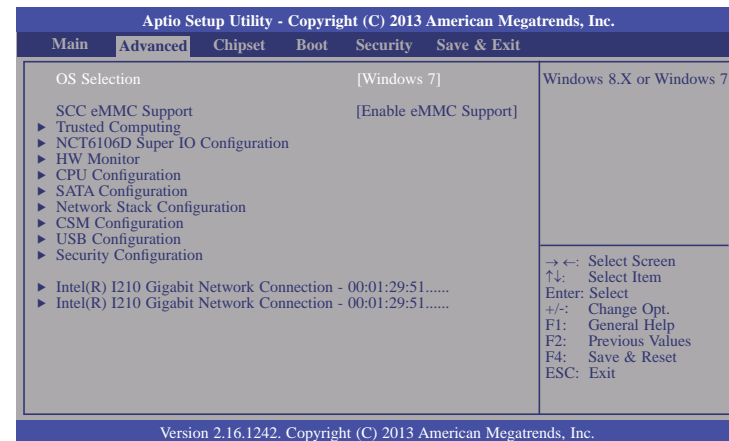 Aptio Setup Utility - Copyright (C) 2013 American Megatrends, Inc.
Main Advanced Chipset Boot Security Save & Exit
OS Selection [Windows 7]
SCC eMMC Support [Enable eMMC Support]
► Trusted Computing
► NCT6106D Super IO Configuration
► HW Monitor
► CPU Configuration
► SATA Configuration
► Network Stack Configuration
► CSM Configuration
► USB Configuration
► Security Configuration
► Intel(R) I210 Gigabit Network Connection - 00:01:29:51......
► Intel(R) I210 Gigabit Network Connection - 00:01:29:51......
Windows 8.X or Windows 7
→ ←: Select Screen
↑↓: Select Item
Enter: Select
+/-: Change Opt.
F1: General Help
F2: Previous Values
F4: Save & Reset
ESC: Exit
Version 2.16.1242. Copyright (C) 2013 American Megatrends, Inc.